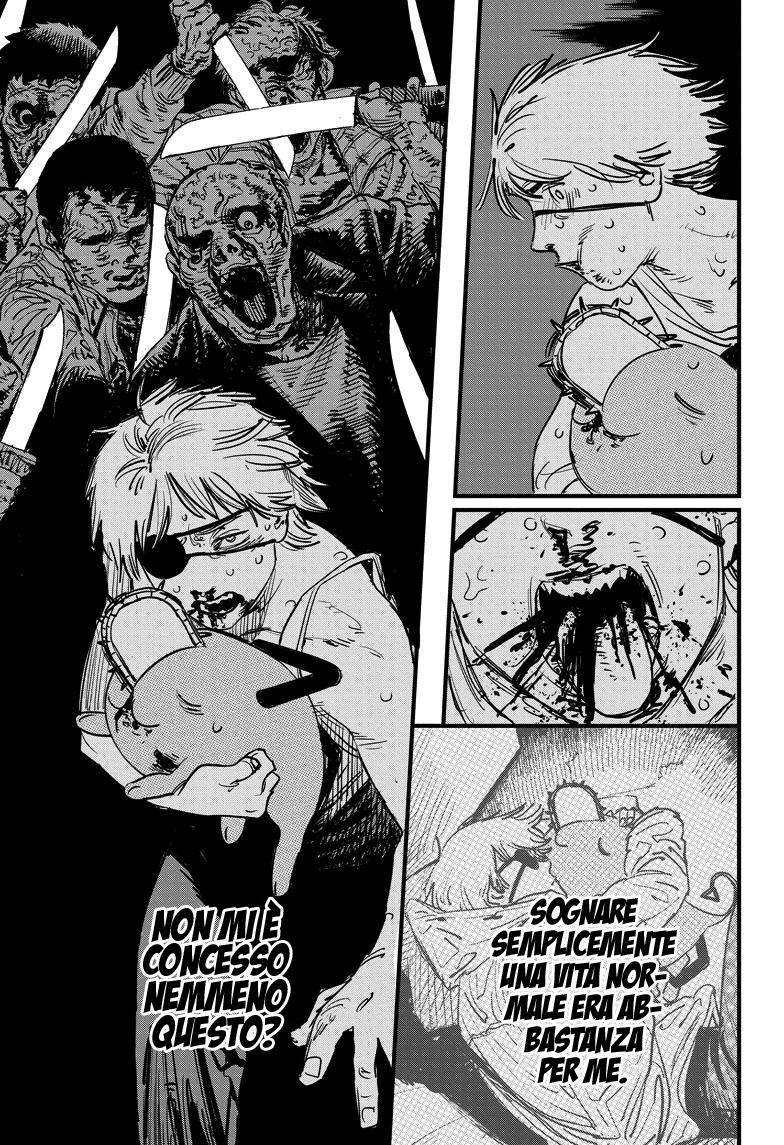 SOGNARE
SEMPLICEMENTE
UNA VITA NOR-
MALE ERA AB-
BASTANZA
PER ME.
NON MI È
CONCESSO
NEMMENO
QUESTO?